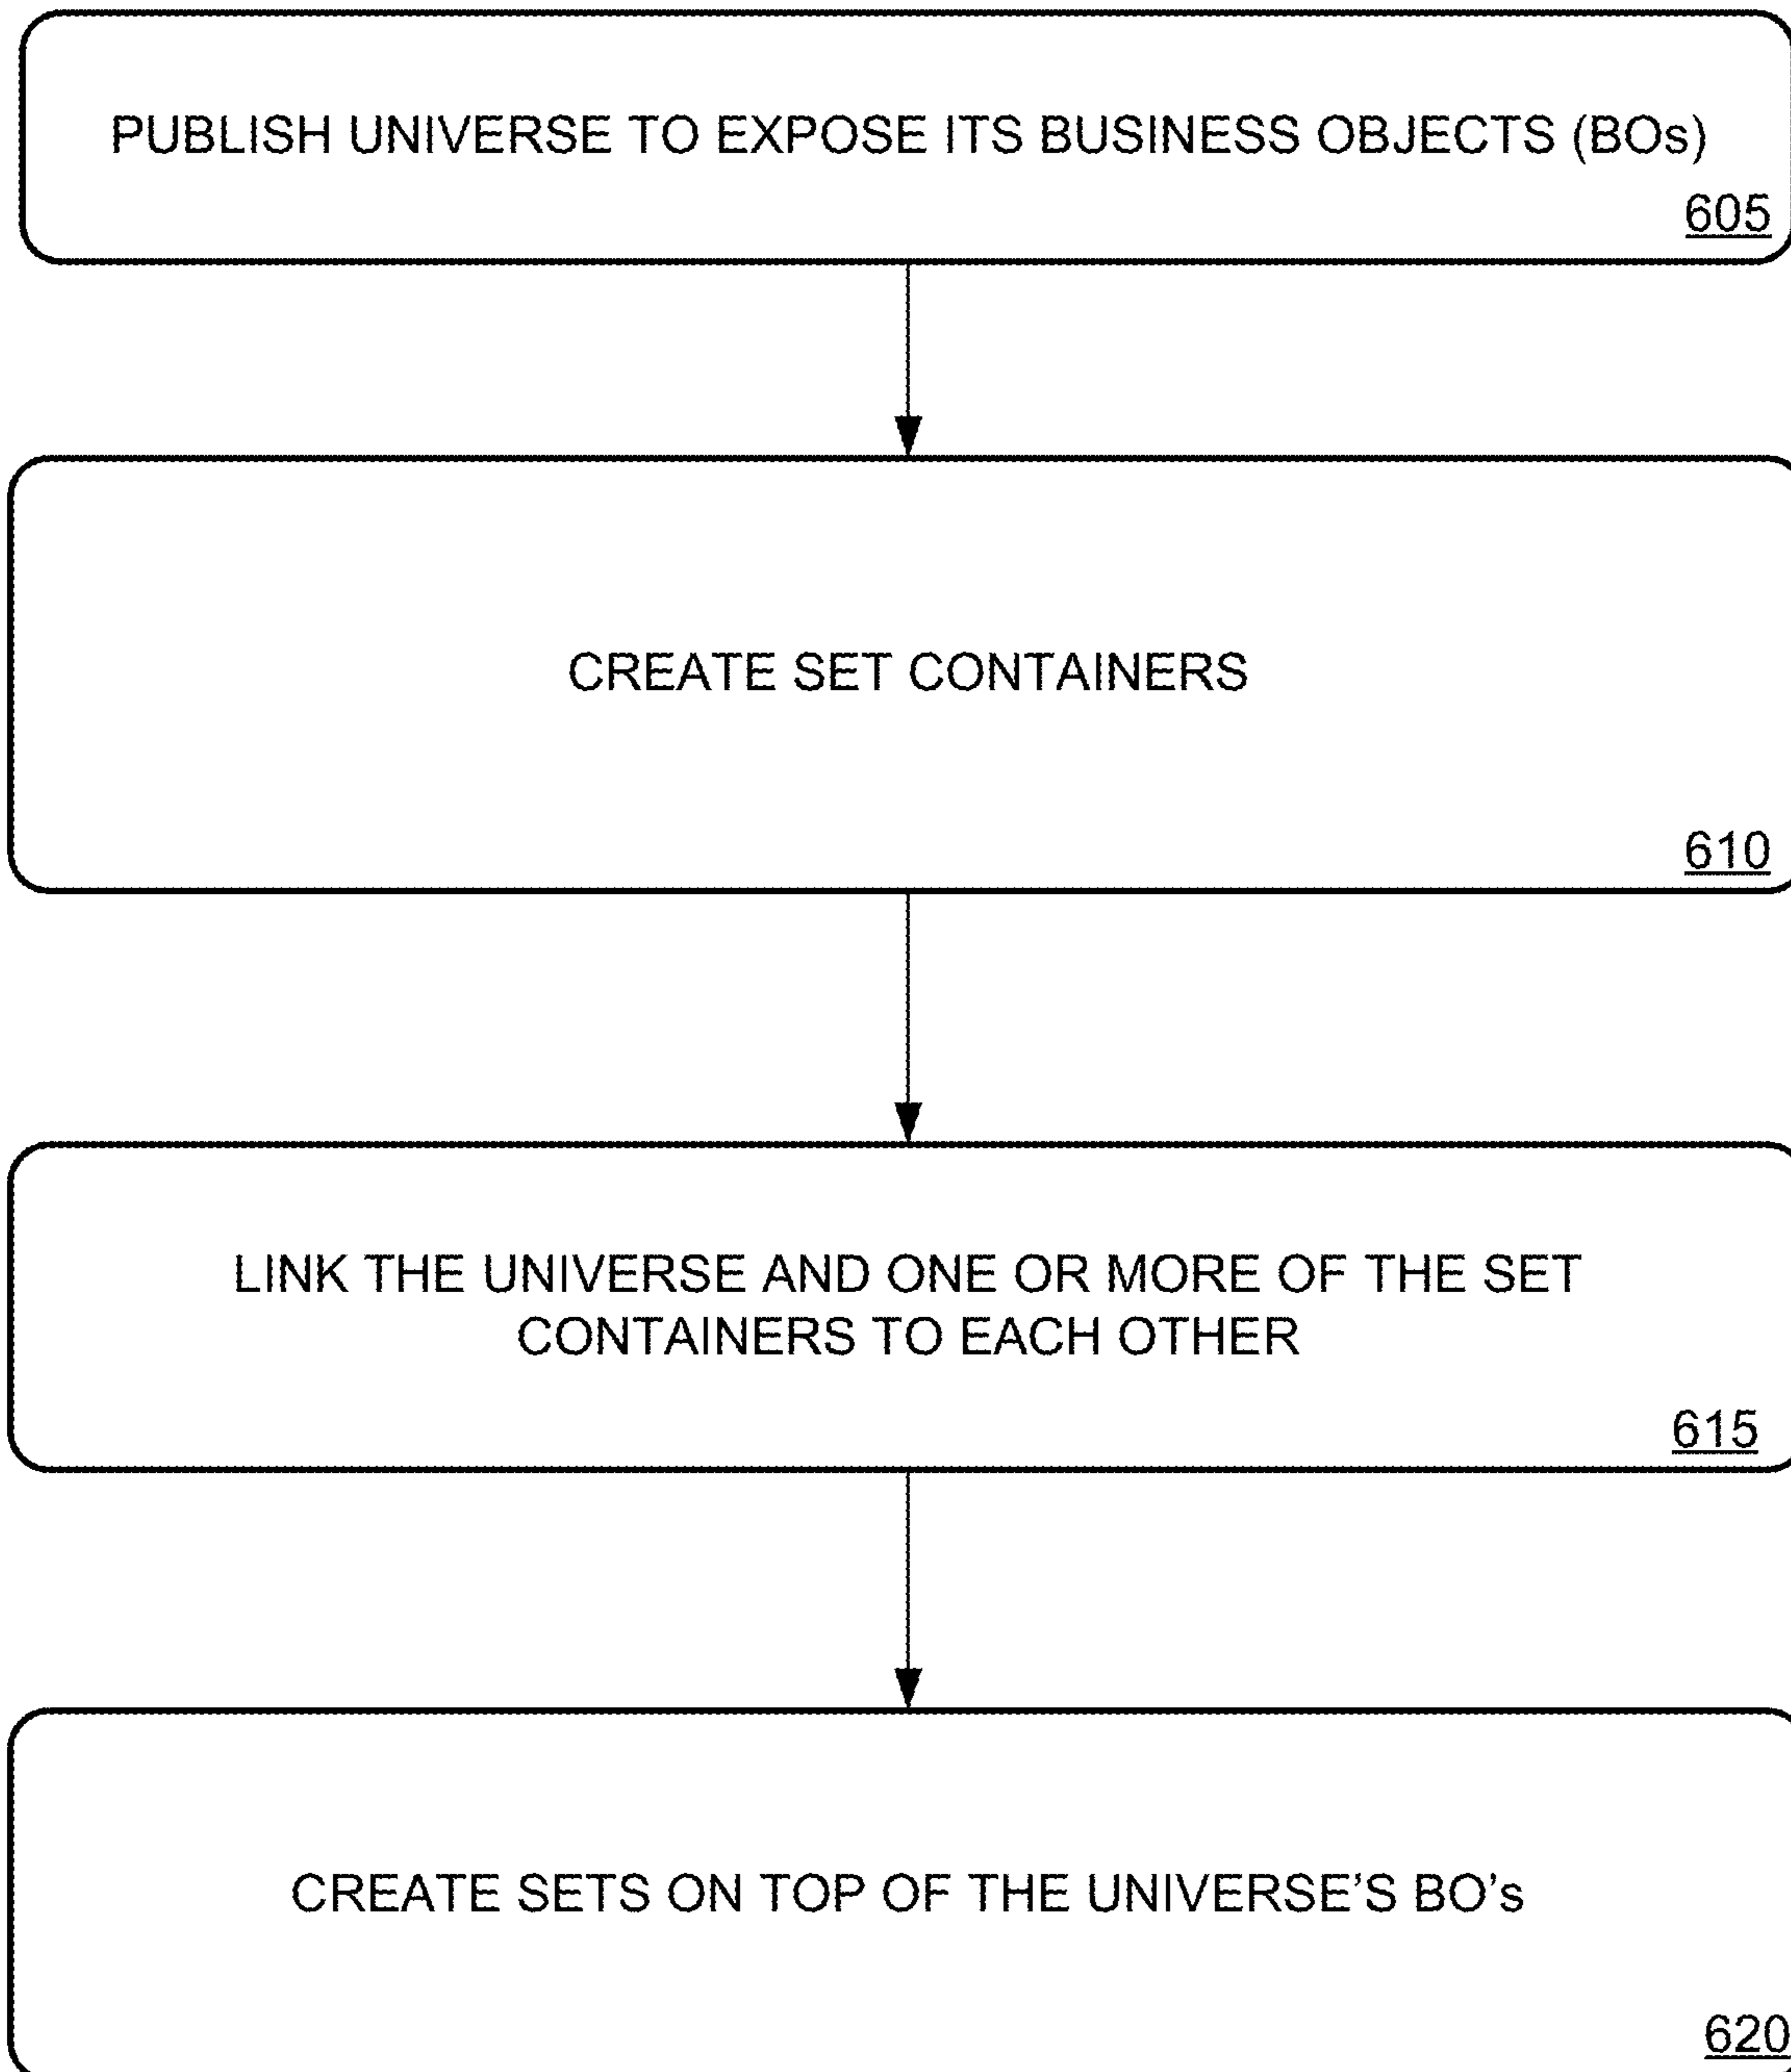 PUBLISH UNIVERSE TO EXPOSE ITS BUSINESS OBJECTS (BOs)
605
CREATE SET CONTAINERS
610
LINK THE UNIVERSE AND ONE OR MORE OF THE SET
CONTAINERS TO EACH OTHER
615
CREATE SETS ON TOP OF THE UNIVERSE’S BO’s
620